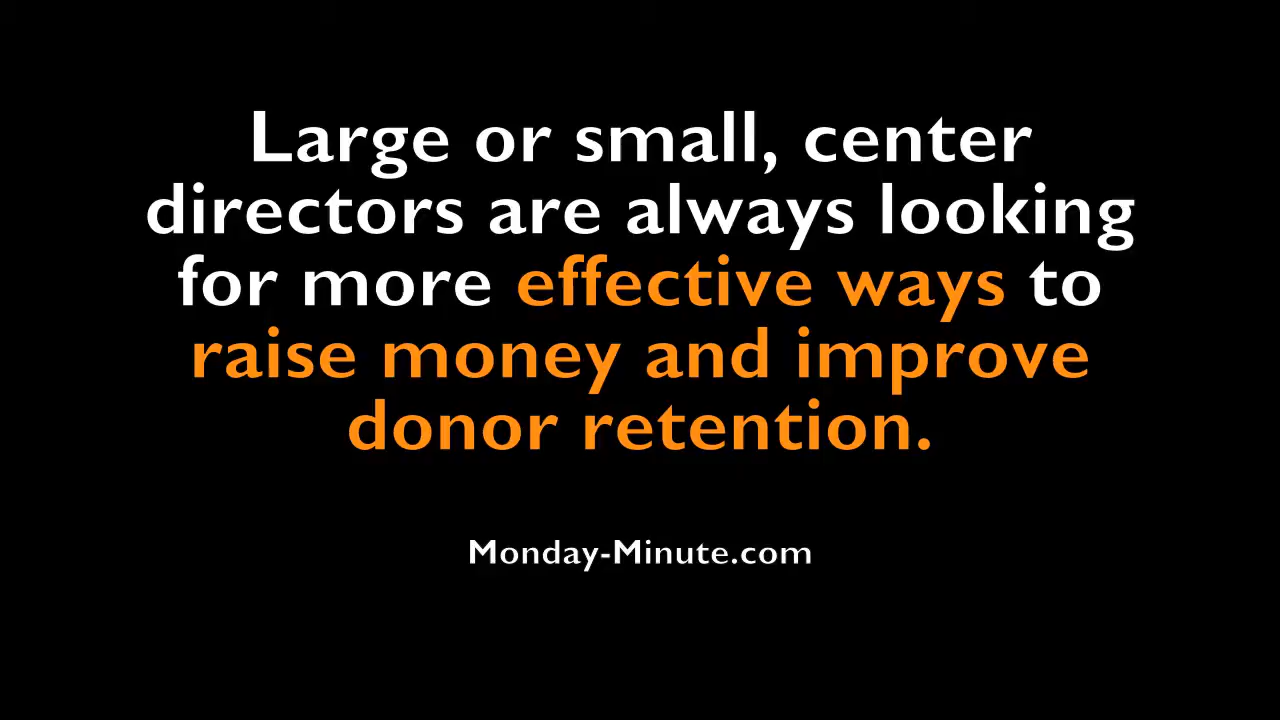 Large or small, center
directors are always looking
for more effective ways to
raise money and improve
donor retention.
Monday-Minute.com